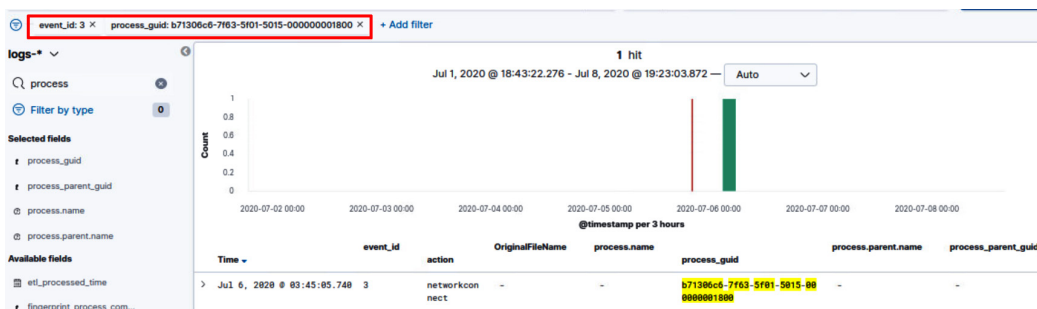 event_id: 3 × process_guid: b71306c6-7f63-5f01-5015-000000001800 × + Add filter
logs-*
1 hit
Jul 1, 2020 @ 18:43:22.276 - Jul 8, 2020 @ 19:23:03.872 — Auto
process
Filter by type 0
Selected fields
t process_guid
t process_parent_guid
process.name
process.parent.name
Available fields
etl_processed_time
t fingerprint_process_com...
Count
1
0.8
0.6
0.4
0.2
0
2020-07-02 00:00 2020-07-03 00:00 2020-07-04 00:00 2020-07-05 00:00 2020-07-06 00:00 2020-07-07 00:00 2020-07-08 00:00
@timestamp per 3 hours
Time event_id action OriginalFileName process.name process_guid process.parent.name process_parent_guid
> Jul 6, 2020 @ 03:45:05.740 3 networkcon - - b71306c6-7f63-5f01-5015-00 - -
nect 0000001800